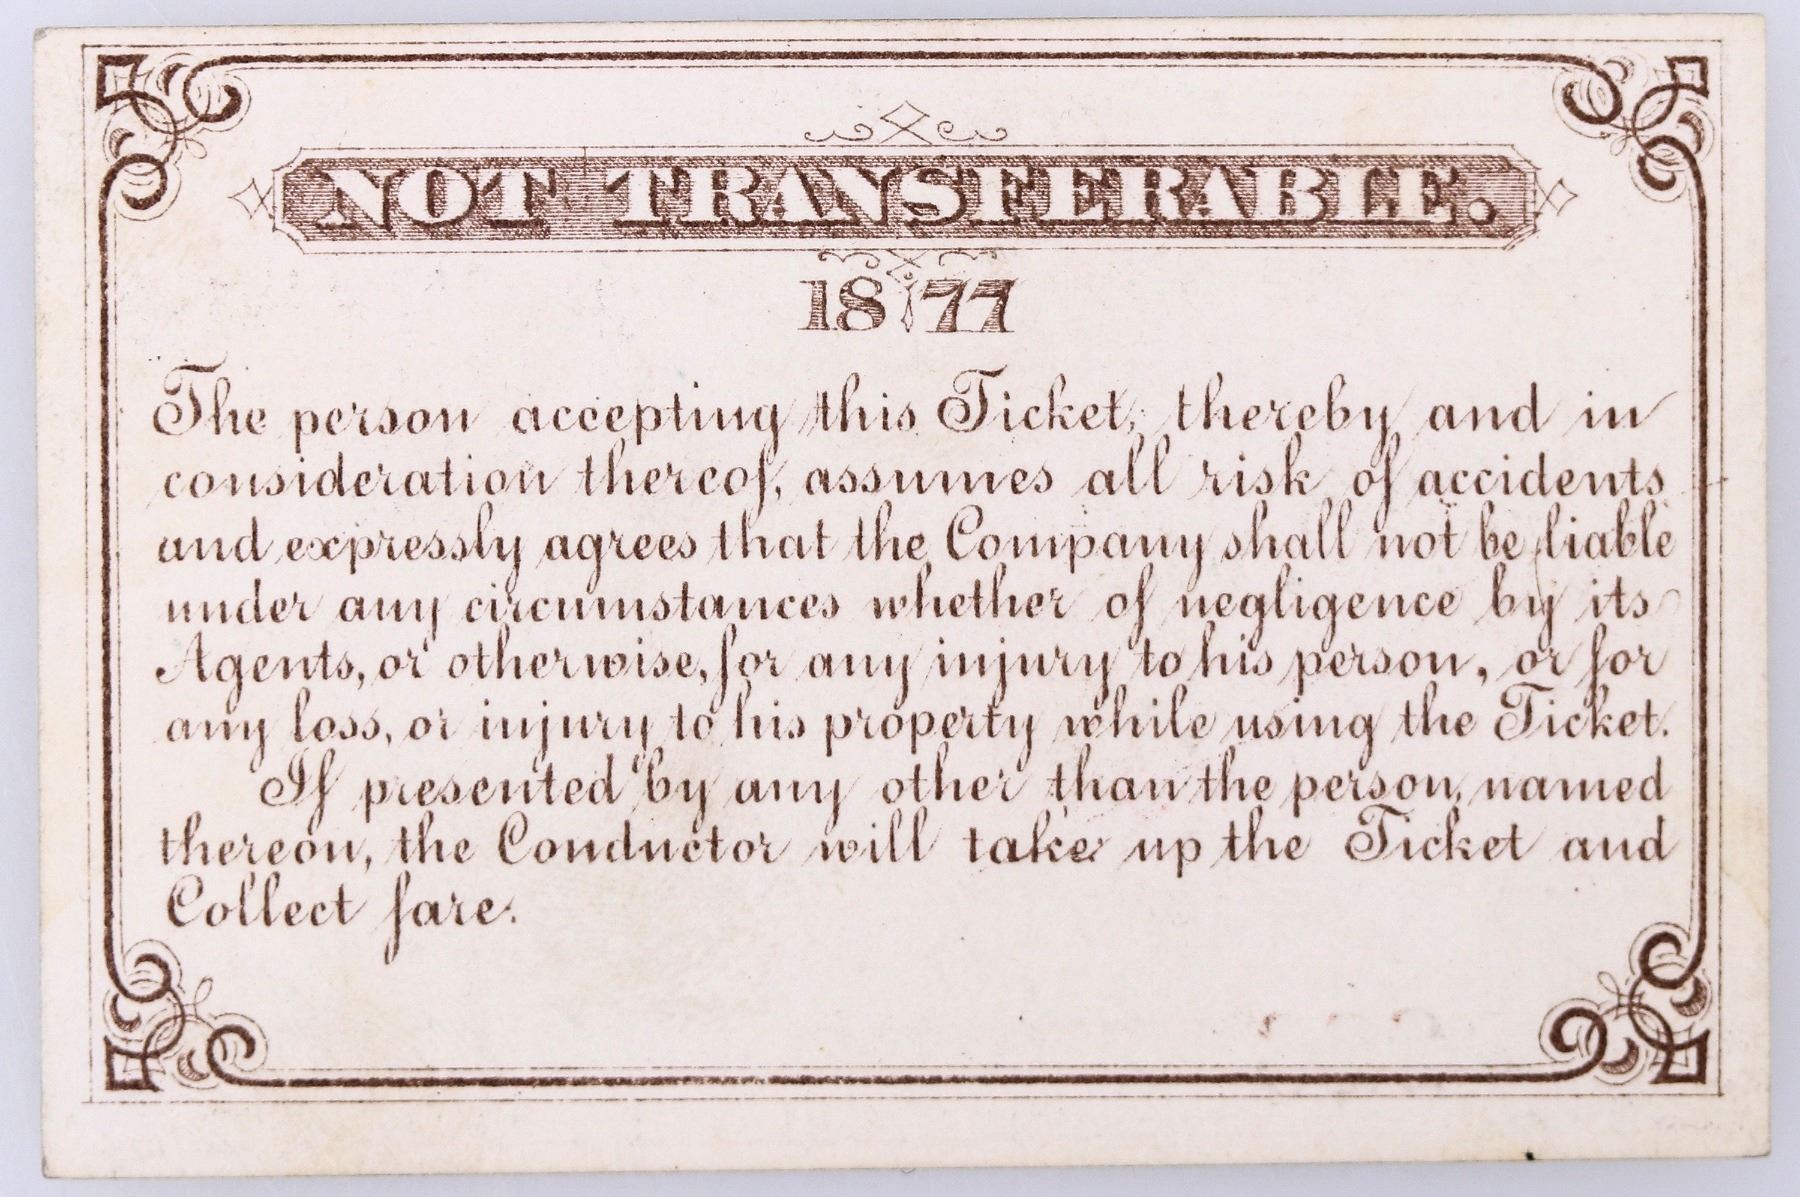 NOT TRANSFERABLE.
1877
The person accepting this Ticket, thereby and in
consideration thereof, assumes all risk of accidents
and expressly agrees that the Company shall not be liable
under any circumstances whether of negligence by its
Agents, or otherwise, for any injury to his person, or for
any loss, or injury to his property while using the Ticket.
If presented by any other than the person, named
thereon, the Conductor will take up the Ticket and
Collect fare.